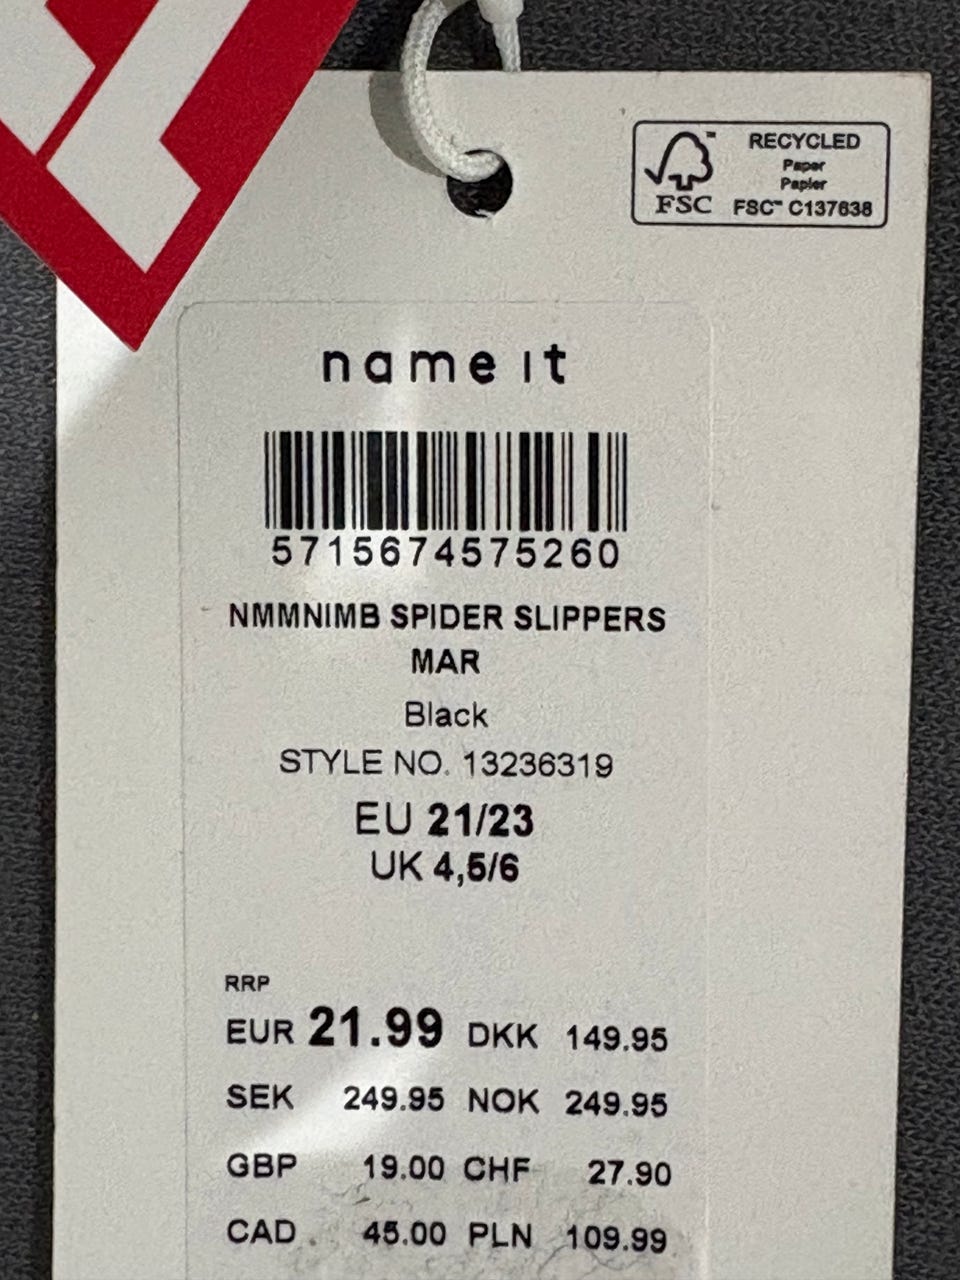 RECYCLED
Paper
Papier
FSC™ C137638
FSC
name it
5715674575260
NMMNIMB SPIDER SLIPPERS
MAR
Black
STYLE NO. 13236319
EU 21/23
UK 4,5/6
RRP
EUR 21.99 DKK 149.95
SEK 249.95 NOK 249.95
GBP 19.00 CHF 27.90
CAD 45.00 PLN 109.99